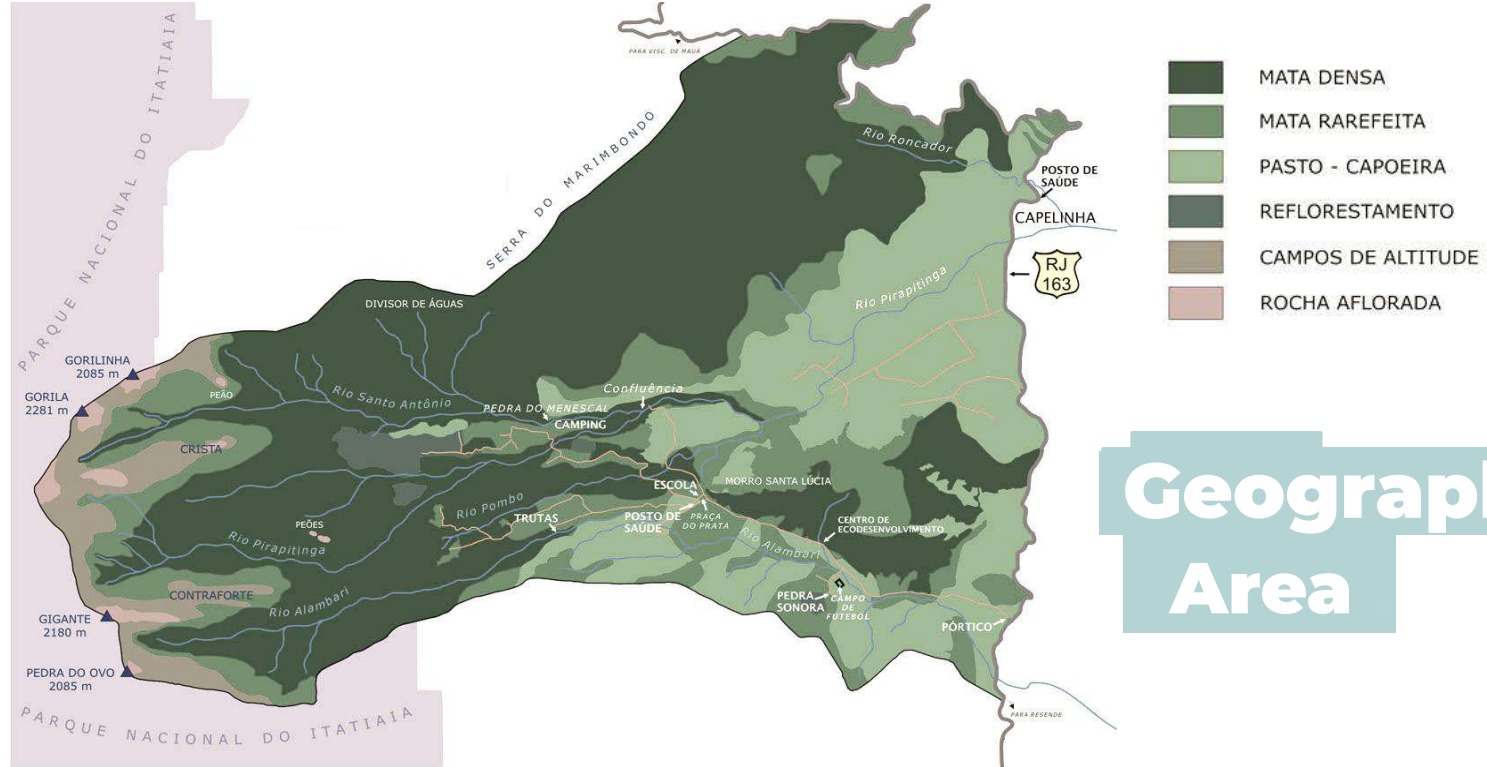 PARA VISC. DE MAUÁ
PARQUE NACIONAL DO ITATIAIA
SERRA DO MARIMBONDO
Rio Roncador
POSTO DE
SAÚDE
CAPELINHA
RJ
163
Rio Pirapitinga
DIVISOR DE ÁGUAS
GORILINHA
2085 m
GORILA
2281 m
PEÃO
Rio Santo Antônio
Confluência
PEDRA DO MENESCAL
CAMPING
CRISTA
ESCOLA
MORRO SANTA LÚCIA
Rio Pombo
TRUTAS
POSTO DE
SAÚDE
PRAÇA
DO PRATA
CENTRO DE
ECODESENVOLVIMENTO
PEÕES
Rio Pirapitinga
Rio Alambari
CONTRAFORTE
Rio Alambari
PEDRA
SONORA
CAMPO
DE
FUTEBOL
GIGANTE
2180 m
PÓRTICO
PEDRA DO OVO
2085 m
PARQUE NACIONAL DO ITATIAIA
PARA RESENDE
MATA DENSA
MATA RAREFEITA
PASTO - CAPOEIRA
REFLORESTAMENTO
CAMPOS DE ALTITUDE
ROCHA AFLORADA
Geograp
Area